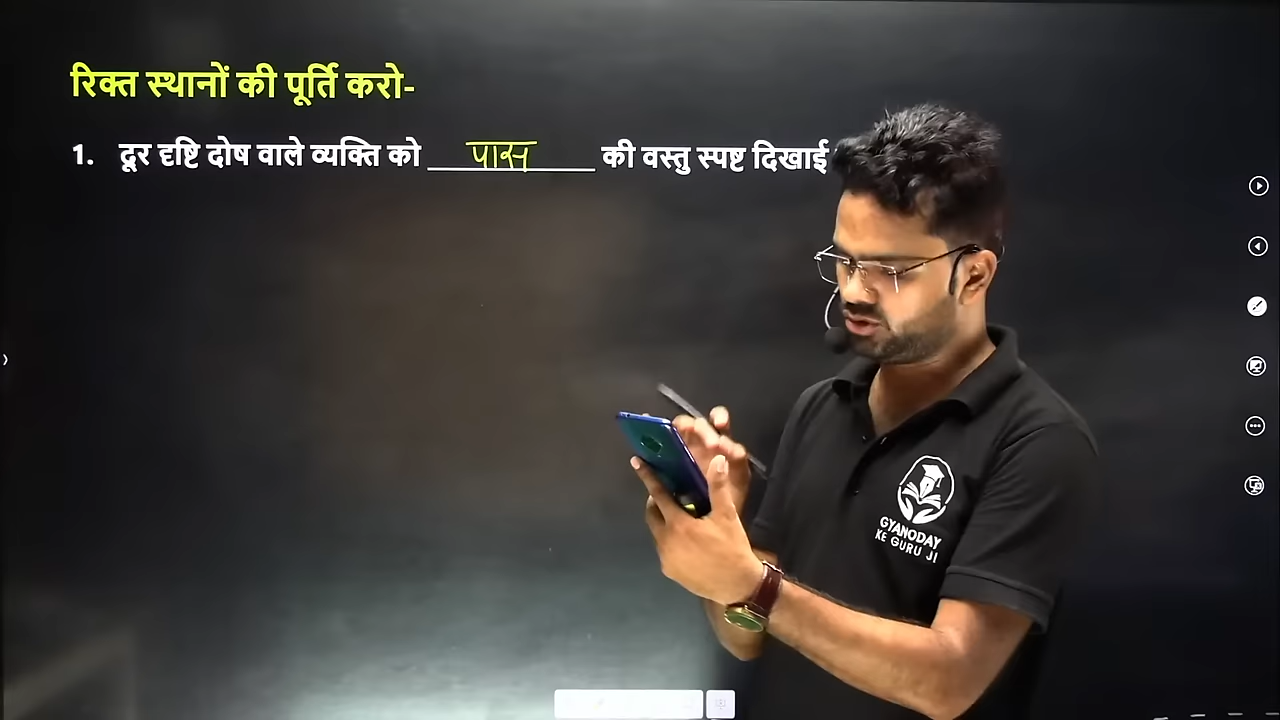 रिक्त स्थानों की पूर्ति करो-
1. दूर दृष्टि दोष वाले व्यक्ति को पास की वस्तु स्पष्ट दिखाई
GYANODAY
KE GURU JI